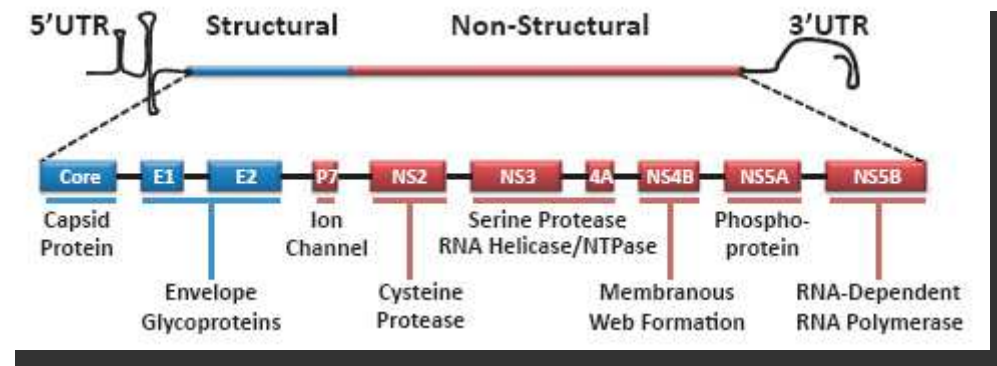 5'UTR Structural Non-Structural 3'UTR
Core E1 E2 P7 NS2 NS3 4A NS4B NS5A NS5B
Capsid
Protein
Envelope
Glycoproteins
Ion
Channel
Cysteine
Protease
Serine Protease
RNA Helicase/NTPase
Membranous
Web Formation
Phospho-
protein
RNA-Dependent
RNA Polymerase